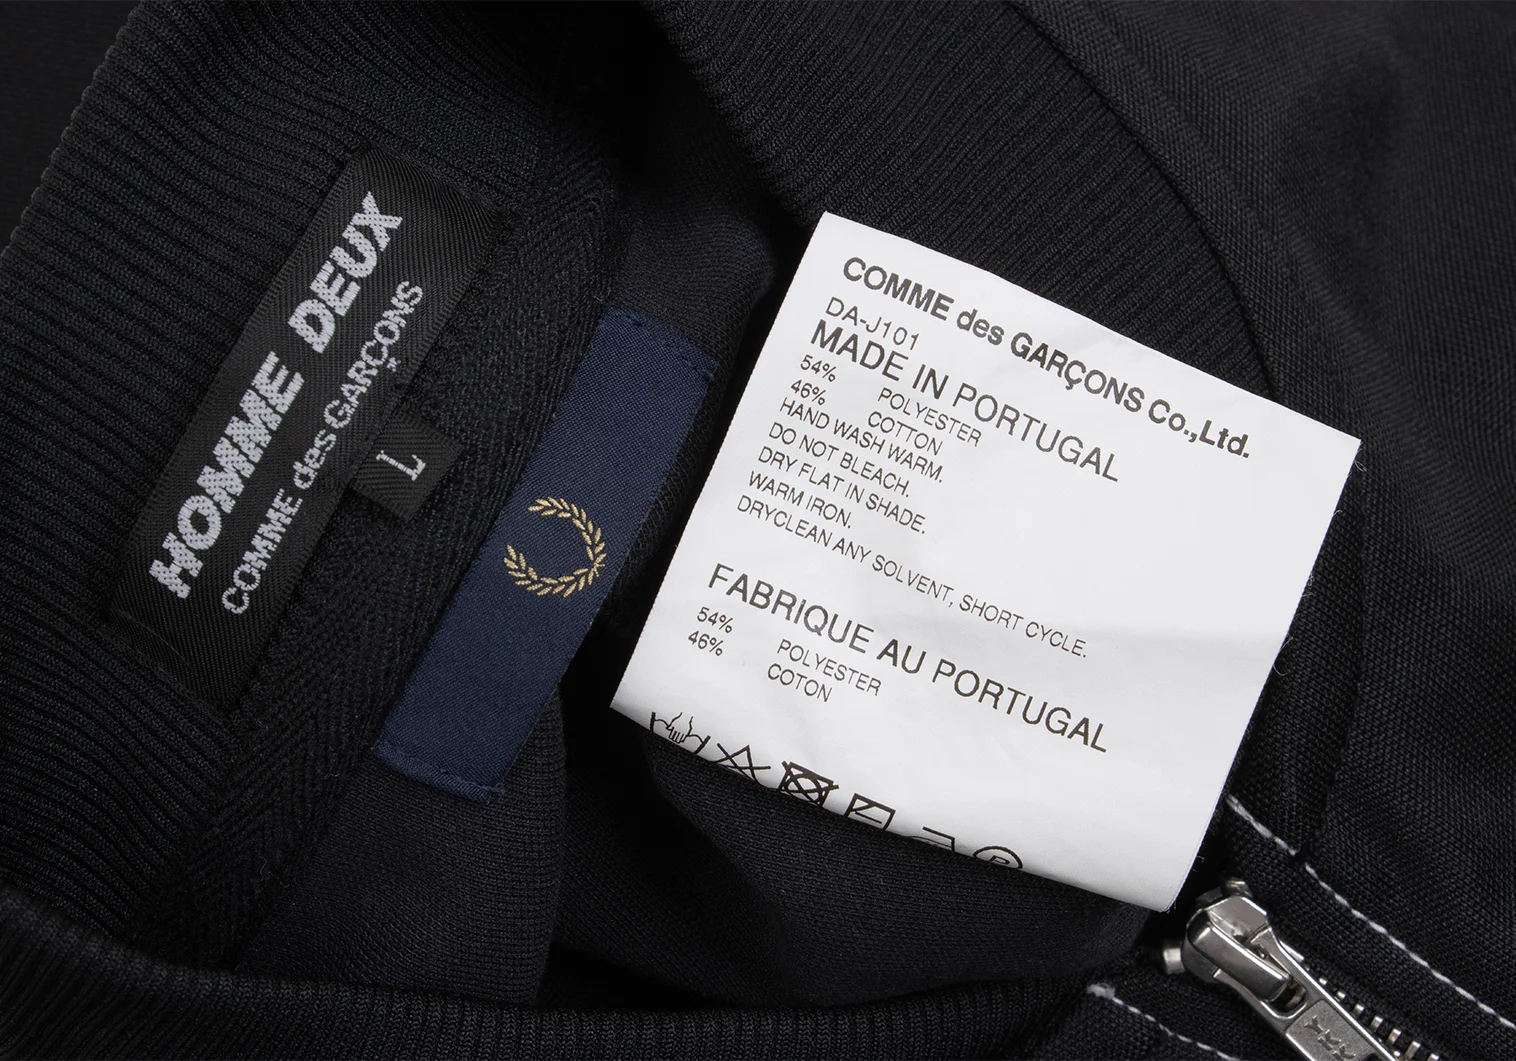 HOMME DEUX
COMME des GARÇONS
L
COMME des GARÇONS Co.,Ltd.
DA-J101
MADE IN PORTUGAL
54% POLYESTER
46% COTTON
HAND WASH WARM.
DO NOT BLEACH.
DRY FLAT IN SHADE.
WARM IRON.
DRYCLEAN ANY SOLVENT, SHORT CYCLE.
FABRIQUE AU PORTUGAL
54% POLYESTER
46% COTON